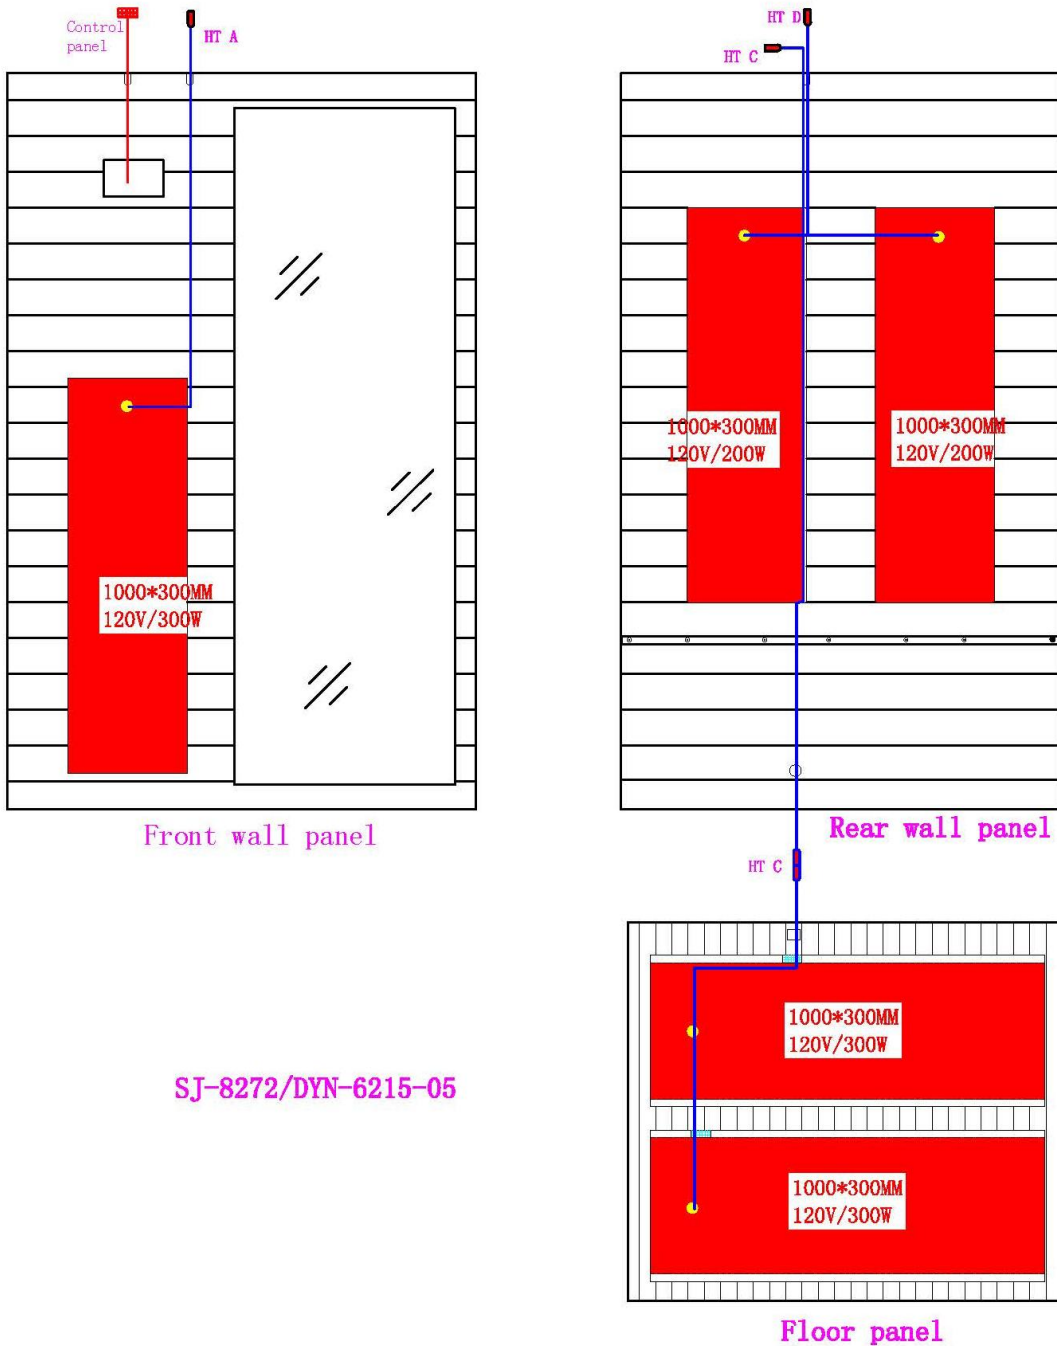 Control
panel
HT A
HT D
HT C
1000*300MM
120V/200W
1000*300MM
120V/200W
1000*300MM
120V/300W
Front wall panel
Rear wall panel
HT C
1000*300MM
120V/300W
SJ-8272/DYN-6215-05
1000*300MM
120V/300W
Floor panel